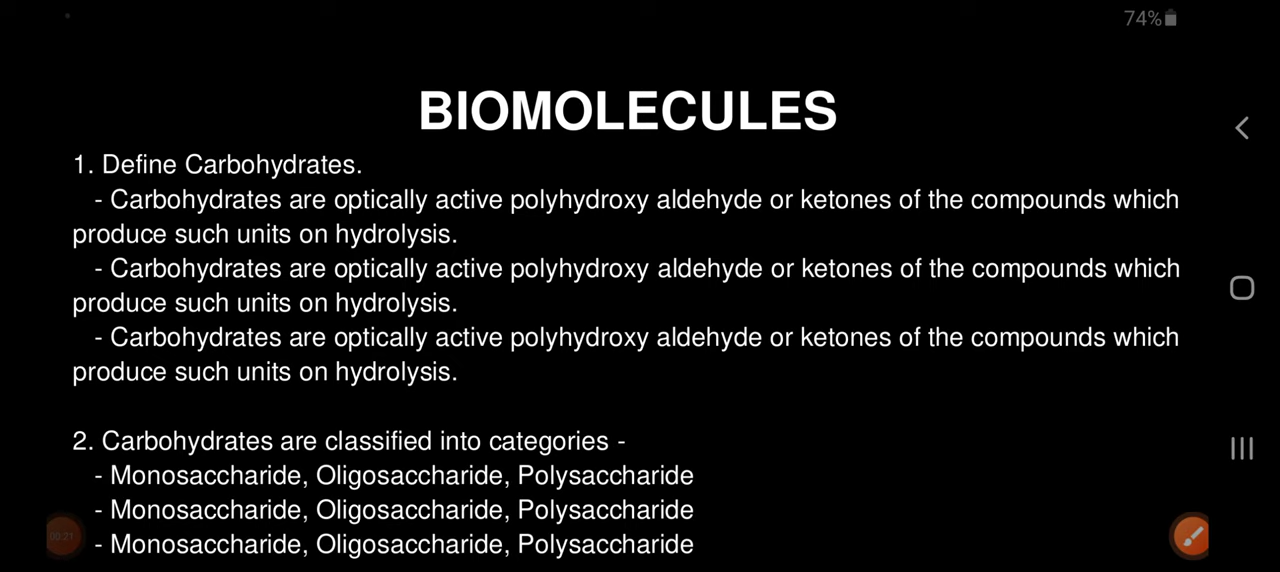 74%
BIOMOLECULES
1. Define Carbohydrates.
- Carbohydrates are optically active polyhydroxy aldehyde or ketones of the compounds which
produce such units on hydrolysis.
- Carbohydrates are optically active polyhydroxy aldehyde or ketones of the compounds which
produce such units on hydrolysis.
- Carbohydrates are optically active polyhydroxy aldehyde or ketones of the compounds which
produce such units on hydrolysis.
2. Carbohydrates are classified into categories -
- Monosaccharide, Oligosaccharide, Polysaccharide
- Monosaccharide, Oligosaccharide, Polysaccharide
00:21
- Monosaccharide, Oligosaccharide, Polysaccharide